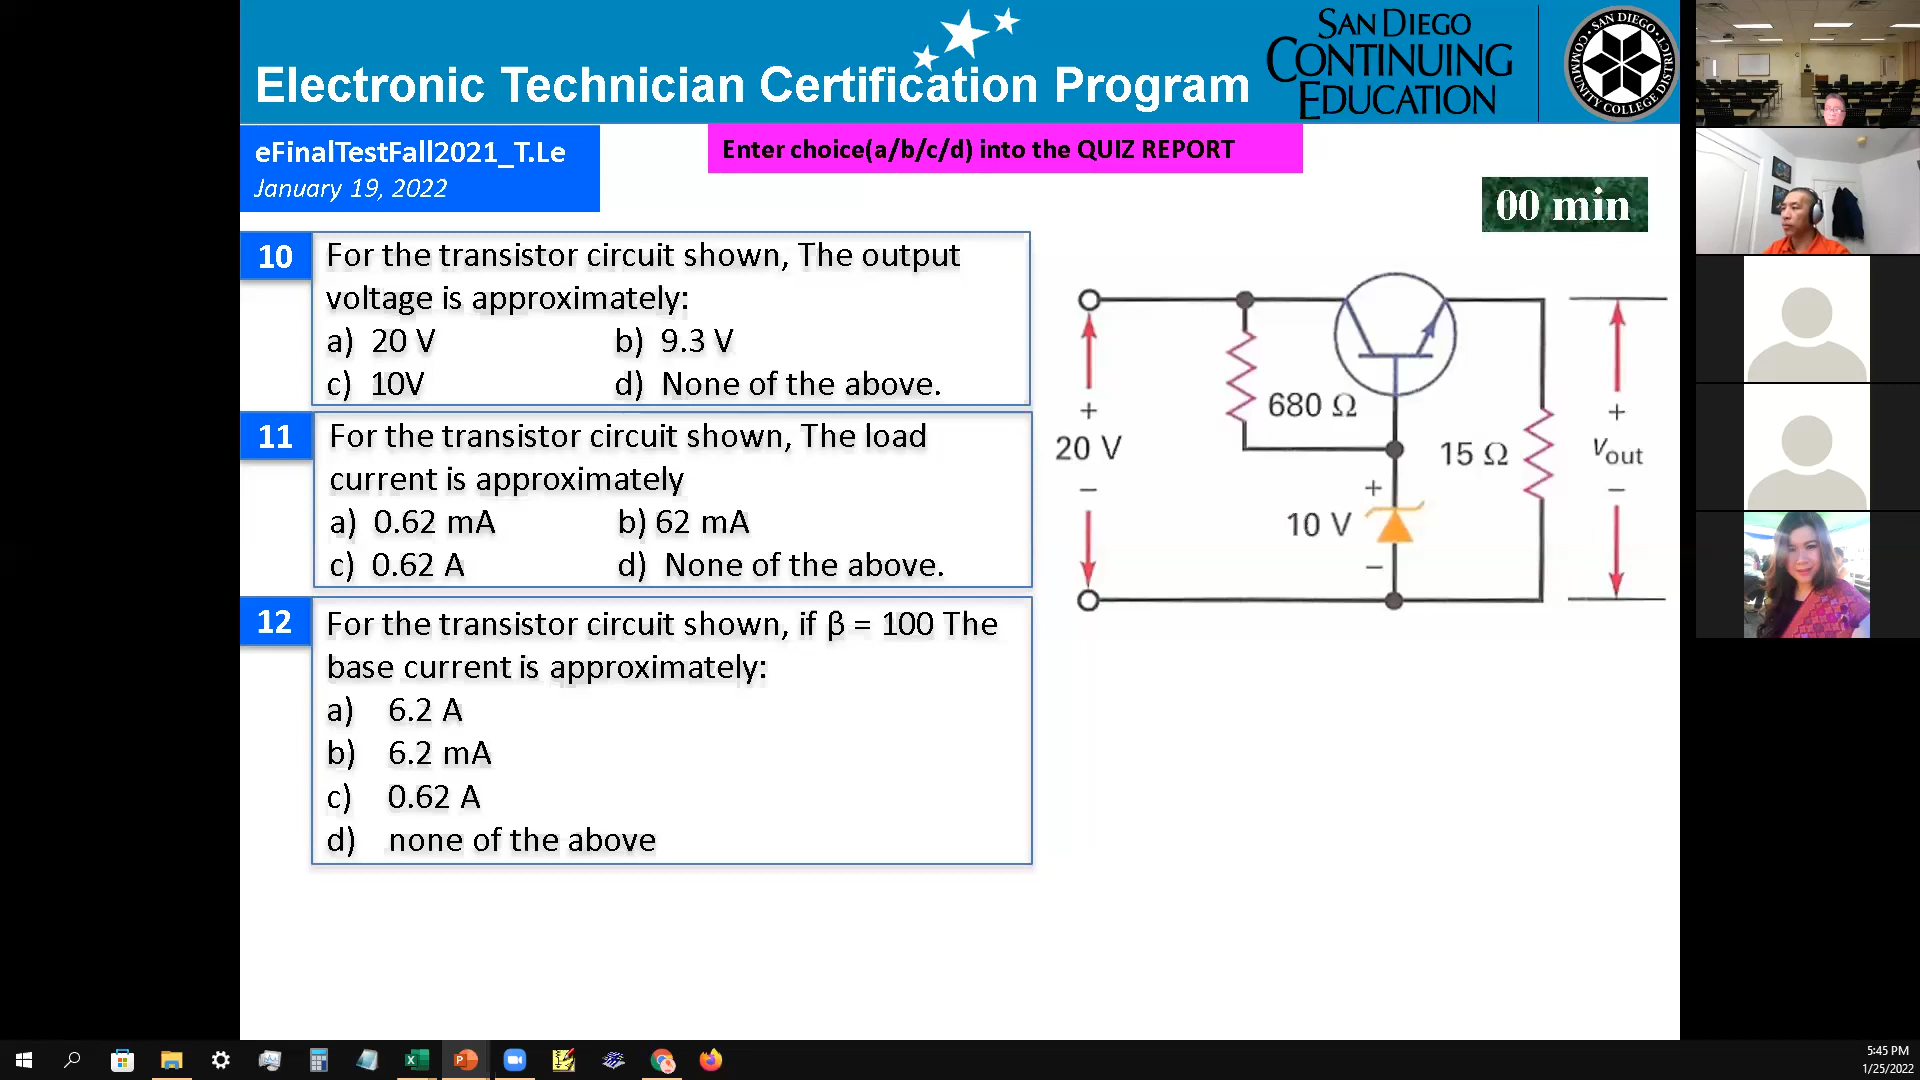 SAN DIEGO
CONTINUING
EDUCATION
SAN DIEGO
COMMUNITY COLLEGE DISTRICT
Electronic Technician Certification Program
eFinalTestFall2021_T.Le
January 19, 2022
Enter choice(a/b/c/d) into the QUIZ REPORT
00 min
10
For the transistor circuit shown, The output
voltage is approximately:
a) 20 V b) 9.3 V
c) 10V d) None of the above.
11
For the transistor circuit shown, The load
current is approximately
a) 0.62 mA b) 62 mA
c) 0.62 A d) None of the above.
12
For the transistor circuit shown, if β = 100 The
base current is approximately:
a) 6.2 A
b) 6.2 mA
c) 0.62 A
d) none of the above
+
20 V
–
680 Ω
+
10 V
–
15 Ω
+
vout
–
5:45 PM
1/25/2022